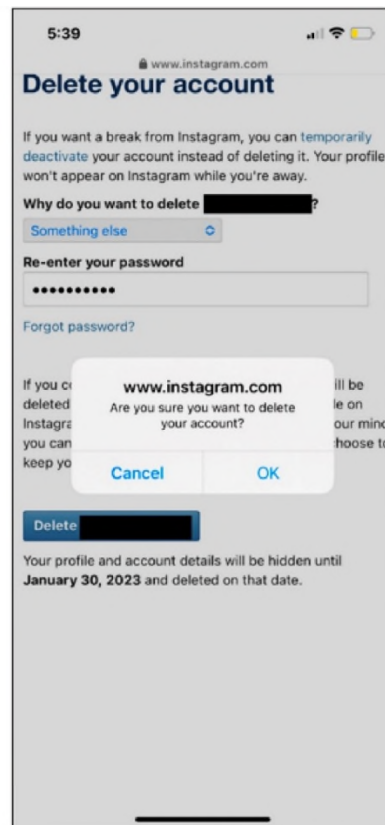 5:39
www.instagram.com
Delete your account
If you want a break from Instagram, you can temporarily
deactivate your account instead of deleting it. Your profile
won't appear on Instagram while you're away.
Why do you want to delete ?
Something else
Re-enter your password
Forgot password?
If you ill be
deleted le on
www.instagram.com
Are you sure you want to delete
your account?
Instagra our mind
you can hoose to
keep yo
Cancel OK
Delete
Your profile and account details will be hidden until
January 30, 2023 and deleted on that date.